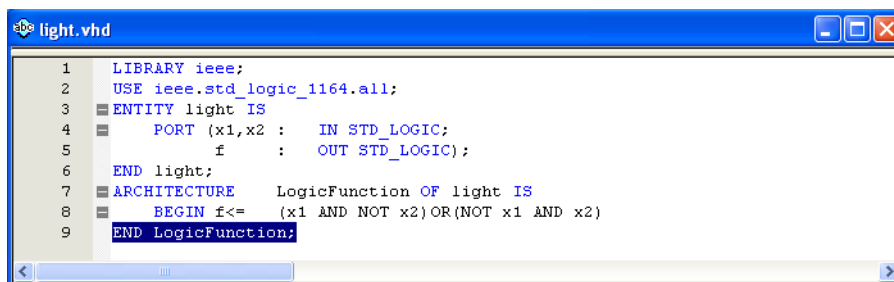 abc light.vhd
1 LIBRARY ieee;
2 USE ieee.std_logic_1164.all;
3 ENTITY light IS
4 PORT (x1,x2 : IN STD_LOGIC;
5 f : OUT STD_LOGIC);
6 END light;
7 ARCHITECTURE LogicFunction OF light IS
8 BEGIN f<= (x1 AND NOT x2)OR(NOT x1 AND x2)
9 END LogicFunction;